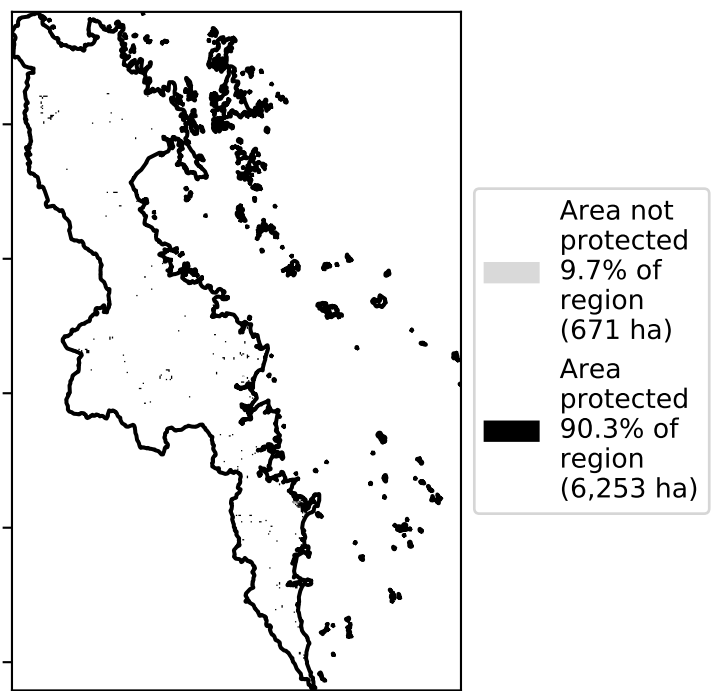 Area not
protected
9.7% of
region
(671 ha)
Area
protected
90.3% of
region
(6,253 ha)